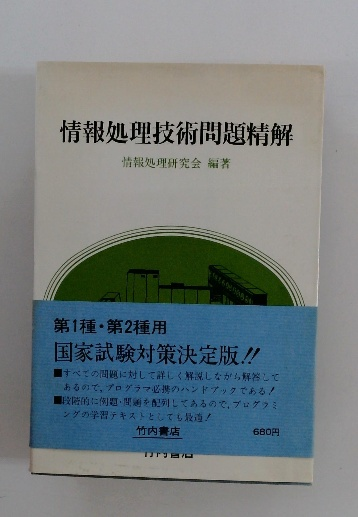 情報処理技術問題精解
情報処理研究会 編著
第1種・第2種用
国家試験対策決定版!!
■すべての問題に対して詳しく解説しながら解答して
あるので、プログラマ必携のハンドブックである!
■段階的に例題・問題を配列してあるので、プログラミ
ングの学習テキストとしても最適!
竹内書店 680円
竹内書店